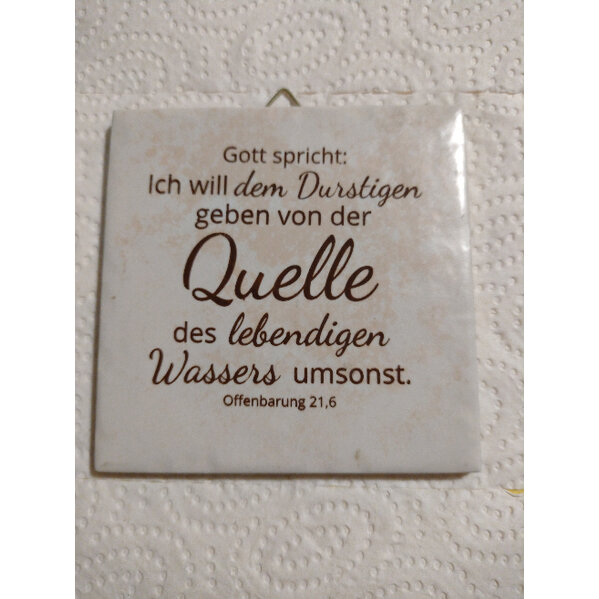 Gott spricht:
Ich will dem Durstigen
geben von der
Quelle
des lebendigen
Wassers umsonst.
Offenbarung 21,6